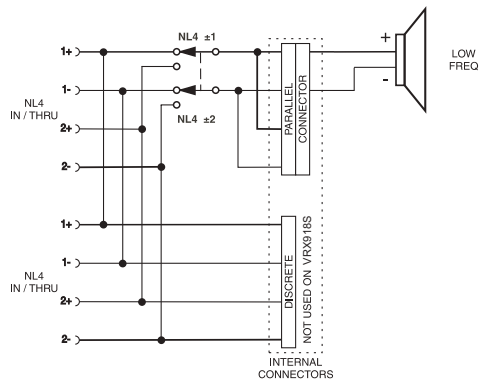 NL4 ±1
1+
1-
NL4
IN / THRU
2+
2-
NL4 ±2
PARALLEL
CONNECTOR
+
-
LOW
FREQ
1+
1-
NL4
IN / THRU
2+
2-
DISCRETE
NOT USED ON VRX918S
INTERNAL
CONNECTORS